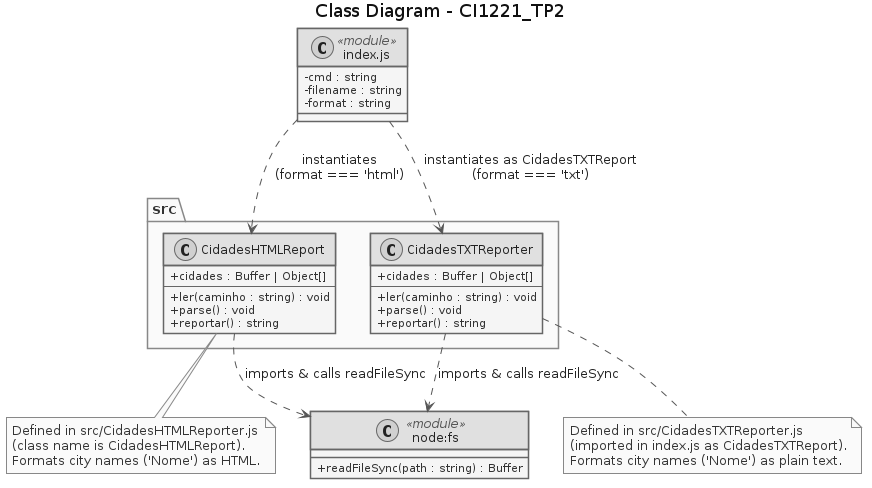 Class Diagram - CI1221_TP2
C
«module»
index.js
-cmd : string
-filename : string
-format : string
instantiates
(format === 'html')
instantiates as CidadesTXTReport
(format === 'txt')
src
C CidadesHTMLReport
+cidades : Buffer | Object[]
+ler(caminho : string) : void
+parse() : void
+reportar() : string
C CidadesTXTReporter
+cidades : Buffer | Object[]
+ler(caminho : string) : void
+parse() : void
+reportar() : string
imports & calls readFileSync
imports & calls readFileSync
Defined in src/CidadesHTMLReporter.js
(class name is CidadesHTMLReport).
Formats city names ('Nome') as HTML.
C
«module»
node:fs
+readFileSync(path : string) : Buffer
Defined in src/CidadesTXTReporter.js
(imported in index.js as CidadesTXTReport).
Formats city names ('Nome') as plain text.